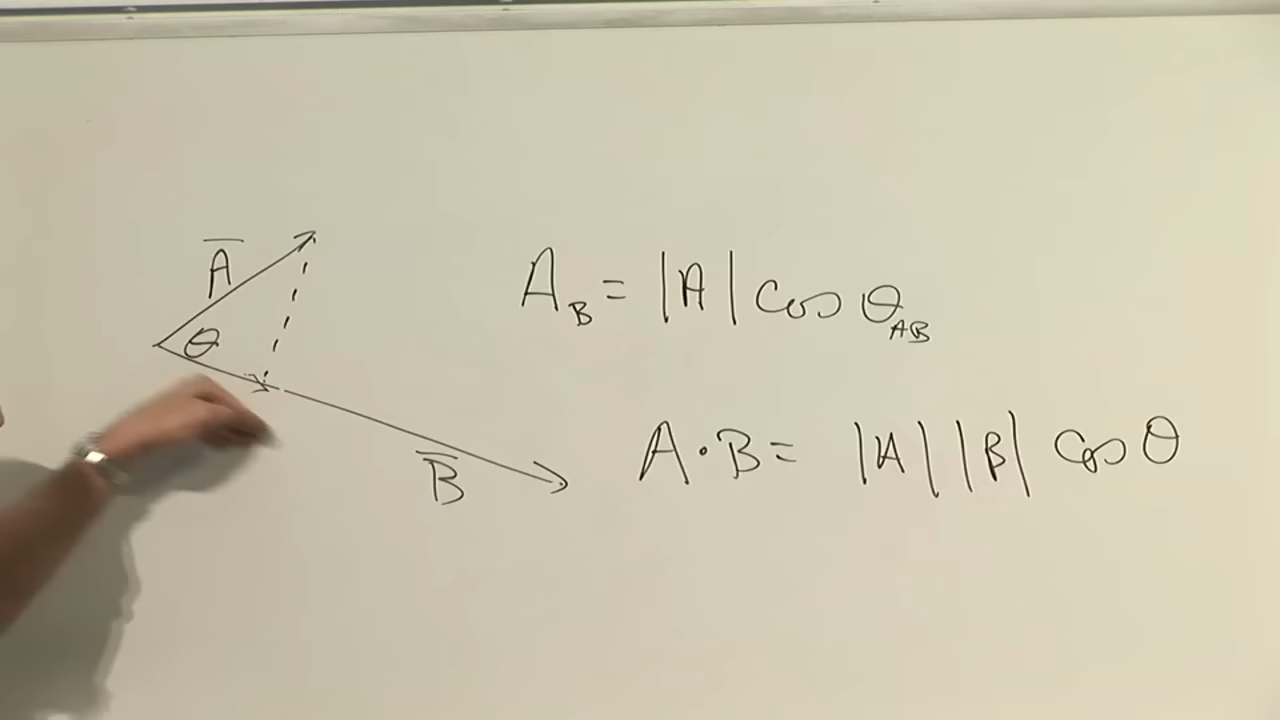 A̅
θ
B̅
A_B = |A| cos θ_AB
A · B = |A| |B| cos θ